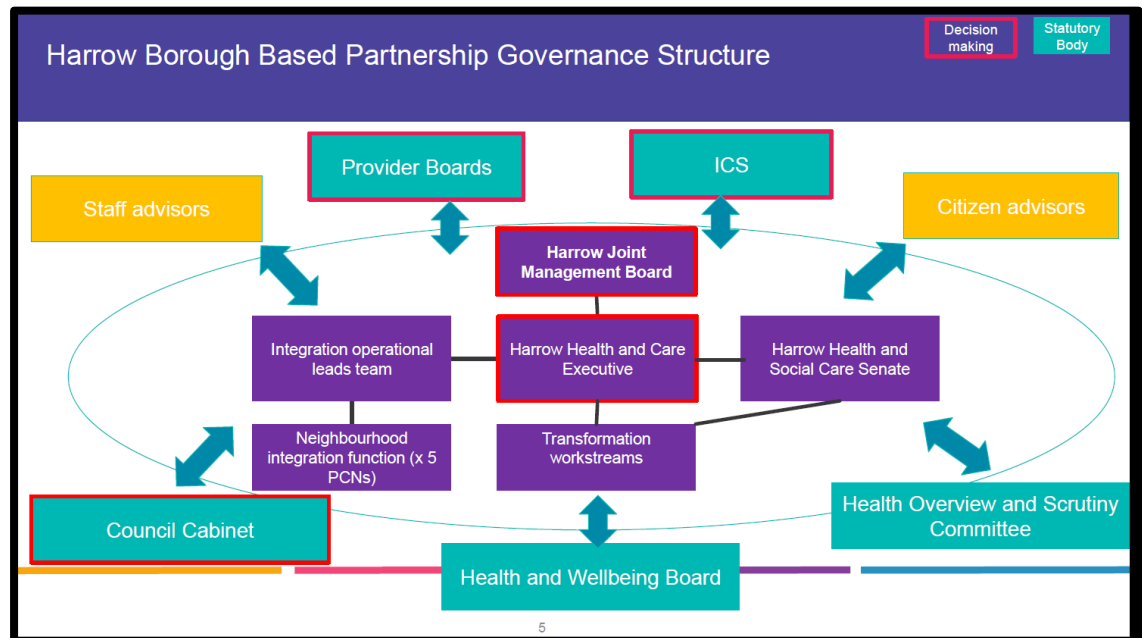 Harrow Borough Based Partnership Governance Structure
Decision
making
Statutory
Body
Provider Boards
ICS
Staff advisors
Citizen advisors
Harrow Joint
Management Board
Integration operational
leads team
Harrow Health and Care
Executive
Harrow Health and
Social Care Senate
Neighbourhood
integration function (x 5
PCNs)
Transformation
workstreams
Council Cabinet
Health Overview and Scrutiny
Committee
Health and Wellbeing Board
5